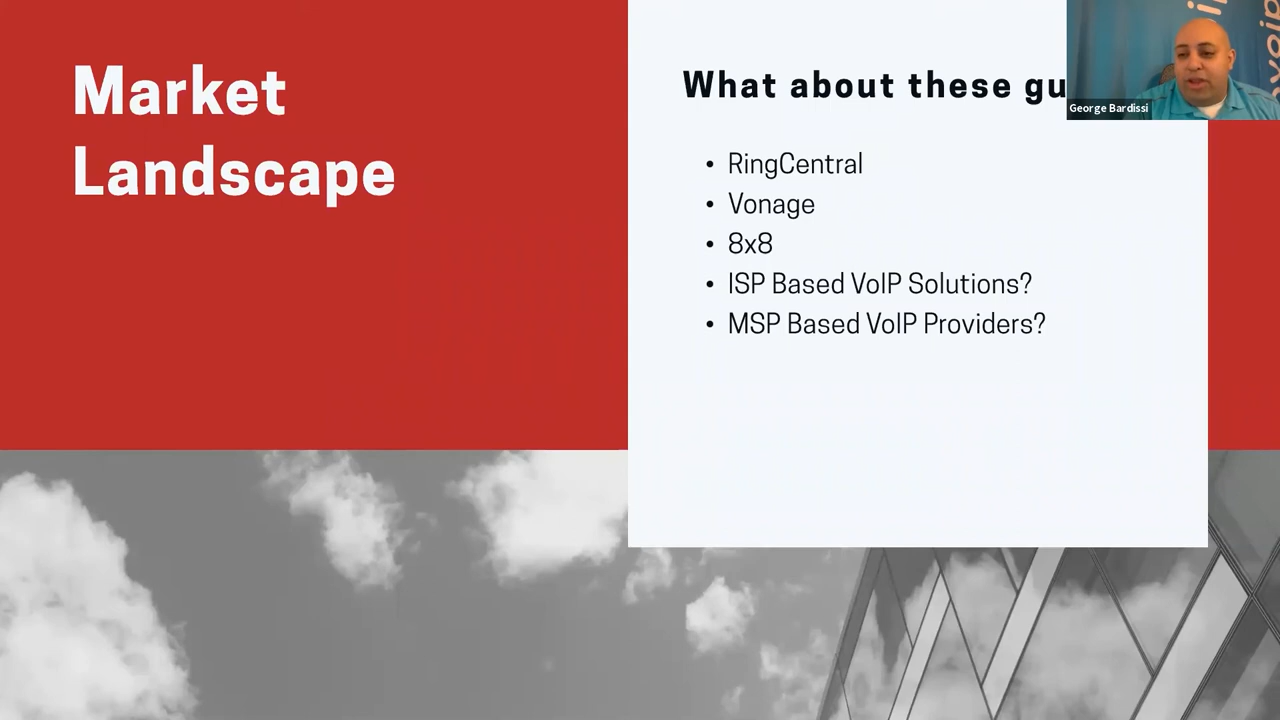 Market
Landscape
What about these gu
• RingCentral
• Vonage
• 8x8
• ISP Based VoIP Solutions?
• MSP Based VoIP Providers?
George Bardissi